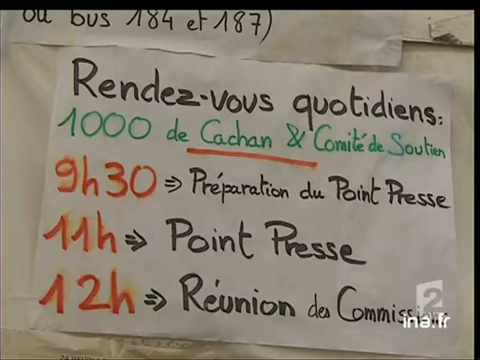 ou bus 184 et 187)
Rendez-vous quotidiens:
1000 de Cachan & Comité de Soutien
9h30 ⇒ Préparation du Point Presse
11h ⇒ Point Presse
12h ⇒ Réunion des Commissions
2
ina.fr